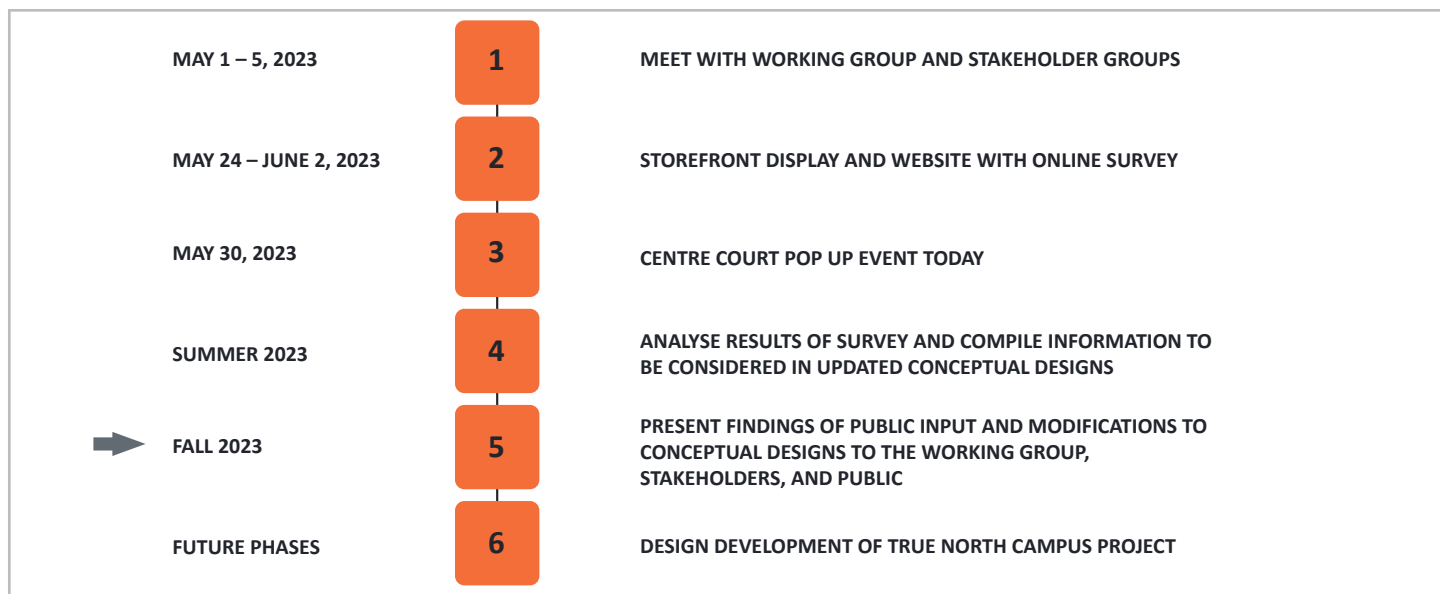 MAY 1 – 5, 2023
1
MEET WITH WORKING GROUP AND STAKEHOLDER GROUPS
MAY 24 – JUNE 2, 2023
2
STOREFRONT DISPLAY AND WEBSITE WITH ONLINE SURVEY
MAY 30, 2023
3
CENTRE COURT POP UP EVENT TODAY
SUMMER 2023
4
ANALYSE RESULTS OF SURVEY AND COMPILE INFORMATION TO
BE CONSIDERED IN UPDATED CONCEPTUAL DESIGNS
FALL 2023
5
PRESENT FINDINGS OF PUBLIC INPUT AND MODIFICATIONS TO
CONCEPTUAL DESIGNS TO THE WORKING GROUP,
STAKEHOLDERS, AND PUBLIC
FUTURE PHASES
6
DESIGN DEVELOPMENT OF TRUE NORTH CAMPUS PROJECT